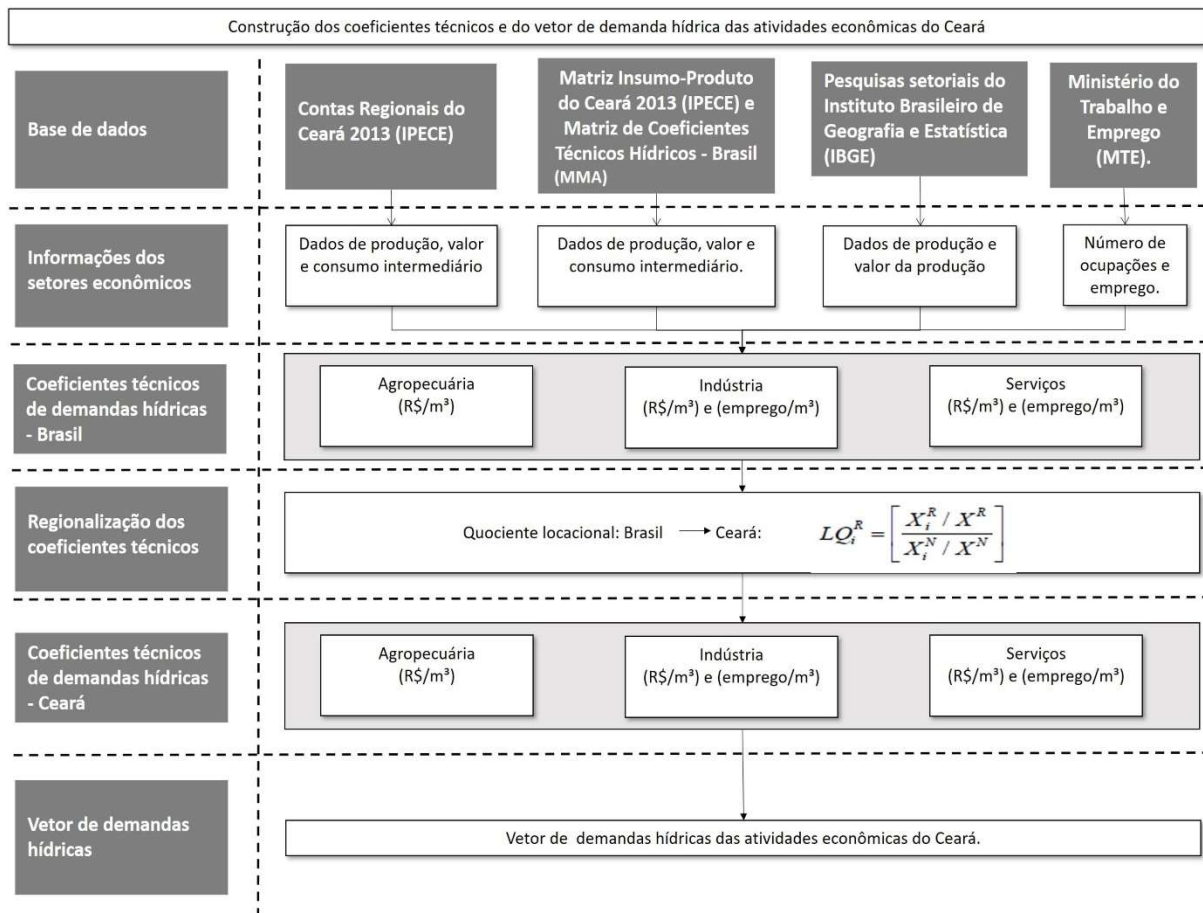 Construção dos coeficientes técnicos e do vetor de demanda hídrica das atividades econômicas do Ceará
Base de dados
Contas Regionais do
Ceará 2013 (IPECE)
Matriz Insumo-Produto
do Ceará 2013 (IPECE) e
Matriz de Coeficientes
Técnicos Hídricos - Brasil
(MMA)
Pesquisas setoriais do
Instituto Brasileiro de
Geografia e Estatística
(IBGE)
Ministério do
Trabalho e
Emprego
(MTE).
Informações dos
setores econômicos
Dados de produção, valor
e consumo intermediário
Dados de produção, valor e
consumo intermediário.
Dados de produção e
valor da produção
Número de
ocupações e
emprego.
Coeficientes técnicos
de demandas hídricas
- Brasil
Agropecuária
(R$/m³)
Indústria
(R$/m³) e (emprego/m³)
Serviços
(R$/m³) e (emprego/m³)
Regionalização dos
coeficientes técnicos
Quociente locacional: Brasil → Ceará: $LQ_i^R = \left[ \frac{X_i^R / X^R}{X_i^N / X^N} \right]$
Coeficientes técnicos
de demandas hídricas
- Ceará
Agropecuária
(R$/m³)
Indústria
(R$/m³) e (emprego/m³)
Serviços
(R$/m³) e (emprego/m³)
Vetor de demandas
hídricas
Vetor de demandas hídricas das atividades econômicas do Ceará.